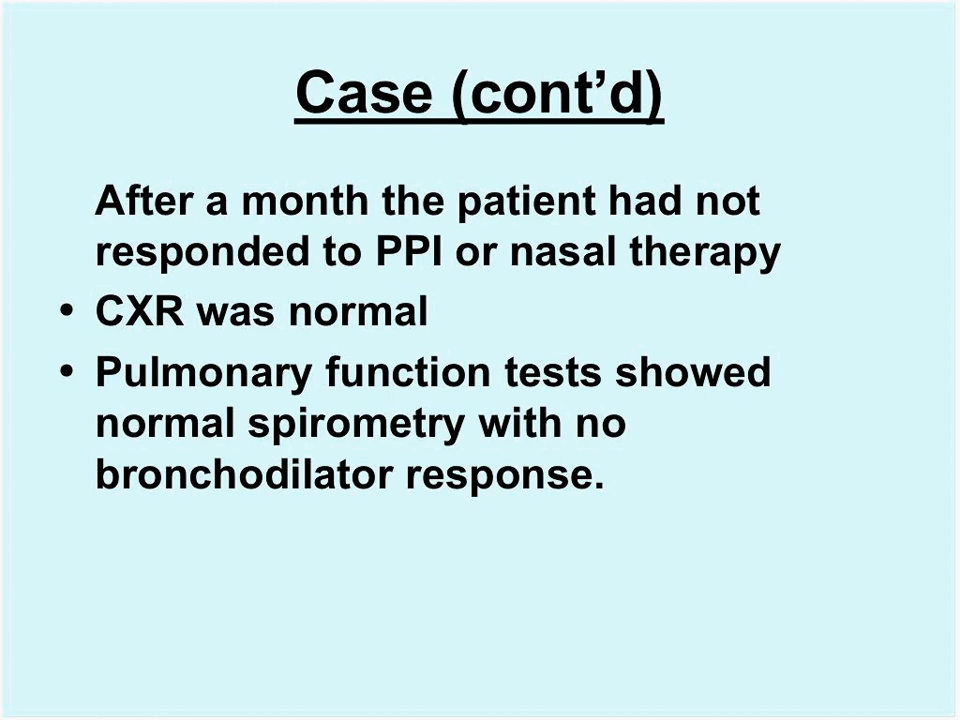 Case (cont’d)
After a month the patient had not
responded to PPI or nasal therapy
• CXR was normal
• Pulmonary function tests showed
normal spirometry with no
bronchodilator response.